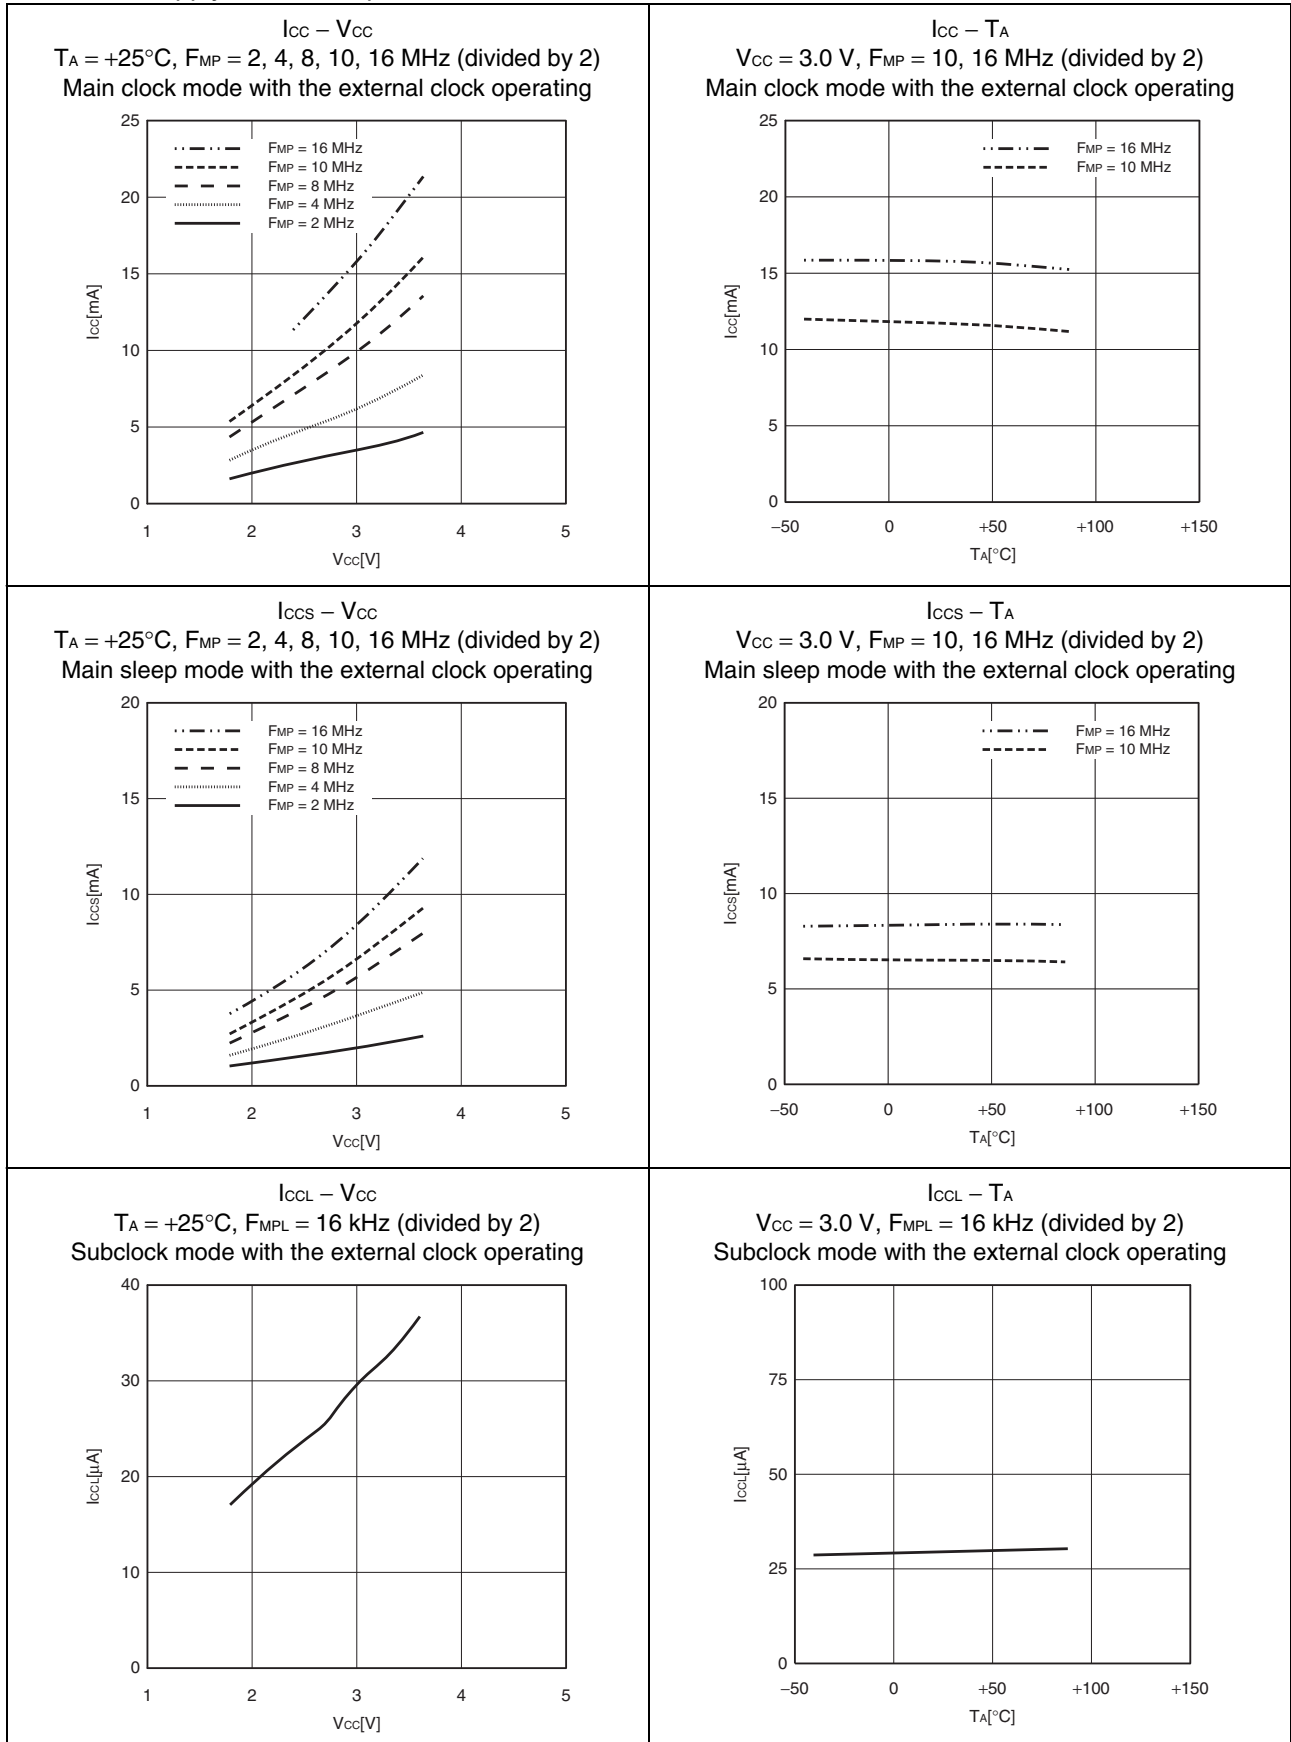 ICC – VCC
TA = +25°C, FMP = 2, 4, 8, 10, 16 MHz (divided by 2)
Main clock mode with the external clock operating
25
20
15
10
5
0
ICC[mA]
FMP = 16 MHz
FMP = 10 MHz
FMP = 8 MHz
FMP = 4 MHz
FMP = 2 MHz
1 2 3 4 5
VCC[V]
ICC – TA
VCC = 3.0 V, FMP = 10, 16 MHz (divided by 2)
Main clock mode with the external clock operating
25
20
15
10
5
0
ICC[mA]
FMP = 16 MHz
FMP = 10 MHz
−50 0 +50 +100 +150
TA[°C]
ICCS – VCC
TA = +25°C, FMP = 2, 4, 8, 10, 16 MHz (divided by 2)
Main sleep mode with the external clock operating
20
15
10
5
0
ICCS[mA]
FMP = 16 MHz
FMP = 10 MHz
FMP = 8 MHz
FMP = 4 MHz
FMP = 2 MHz
1 2 3 4 5
VCC[V]
ICCS – TA
VCC = 3.0 V, FMP = 10, 16 MHz (divided by 2)
Main sleep mode with the external clock operating
20
15
10
5
0
ICCS[mA]
FMP = 16 MHz
FMP = 10 MHz
−50 0 +50 +100 +150
TA[°C]
ICCL – VCC
TA = +25°C, FMPL = 16 kHz (divided by 2)
Subclock mode with the external clock operating
40
30
20
10
0
ICCL[µA]
1 2 3 4 5
VCC[V]
ICCL – TA
VCC = 3.0 V, FMPL = 16 kHz (divided by 2)
Subclock mode with the external clock operating
100
75
50
25
0
ICCL[µA]
−50 0 +50 +100 +150
TA[°C]